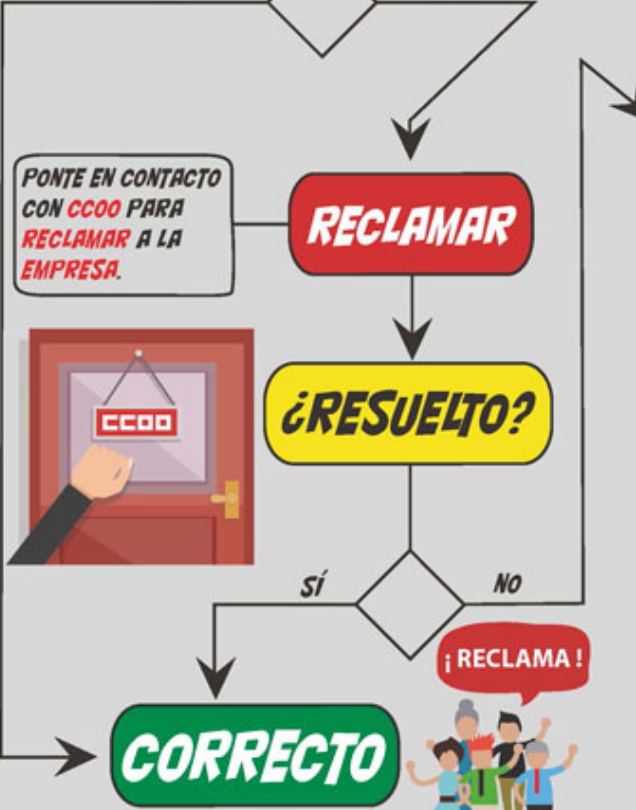 PONTE EN CONTACTO
CON CCOO PARA
RECLAMAR A LA
EMPRESA.
RECLAMAR
CCOO
¿RESUELTO?
SÍ
NO
¡ RECLAMA !
CORRECTO